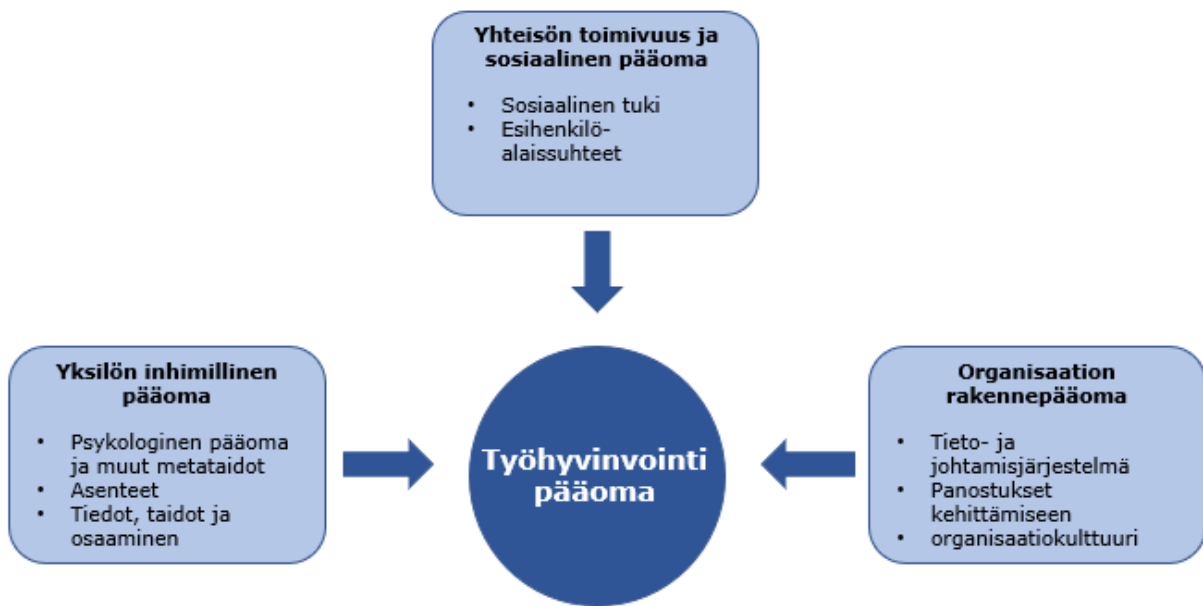 Yhteisön toimivuus ja
sosiaalinen pääoma
• Sosiaalinen tuki
• Esihenkilö-
alaissuhteet
Yksilön inhimillinen
pääoma
• Psykologinen pääoma
ja muut metataidot
• Asenteet
• Tiedot, taidot ja
osaaminen
Työhyvinvointi
pääoma
Organisaation
rakennepääoma
• Tieto- ja
johtamisjärjestelmä
• Panostukset
kehittämiseen
• organisaatiokulttuuri